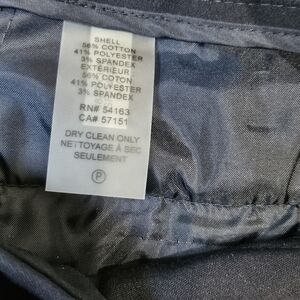 SHELL
56% COTTON
41% POLYESTER
3% SPANDEX
EXTÉRIEUR
56% COTON
41% POLYESTER
3% SPANDEX
RN# 54163
CA# 57151
DRY CLEAN ONLY
NETTOYAGE À SEC
SEULEMENT
P